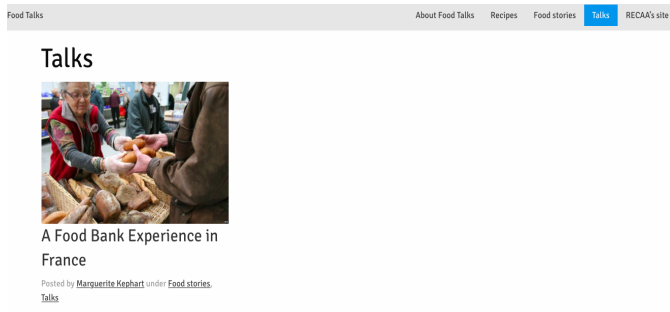 Food Talks
About Food Talks Recipes Food stories Talks RECAA's site
Talks
A Food Bank Experience in
France
Posted by Marguerite Kephart under Food stories,
Talks